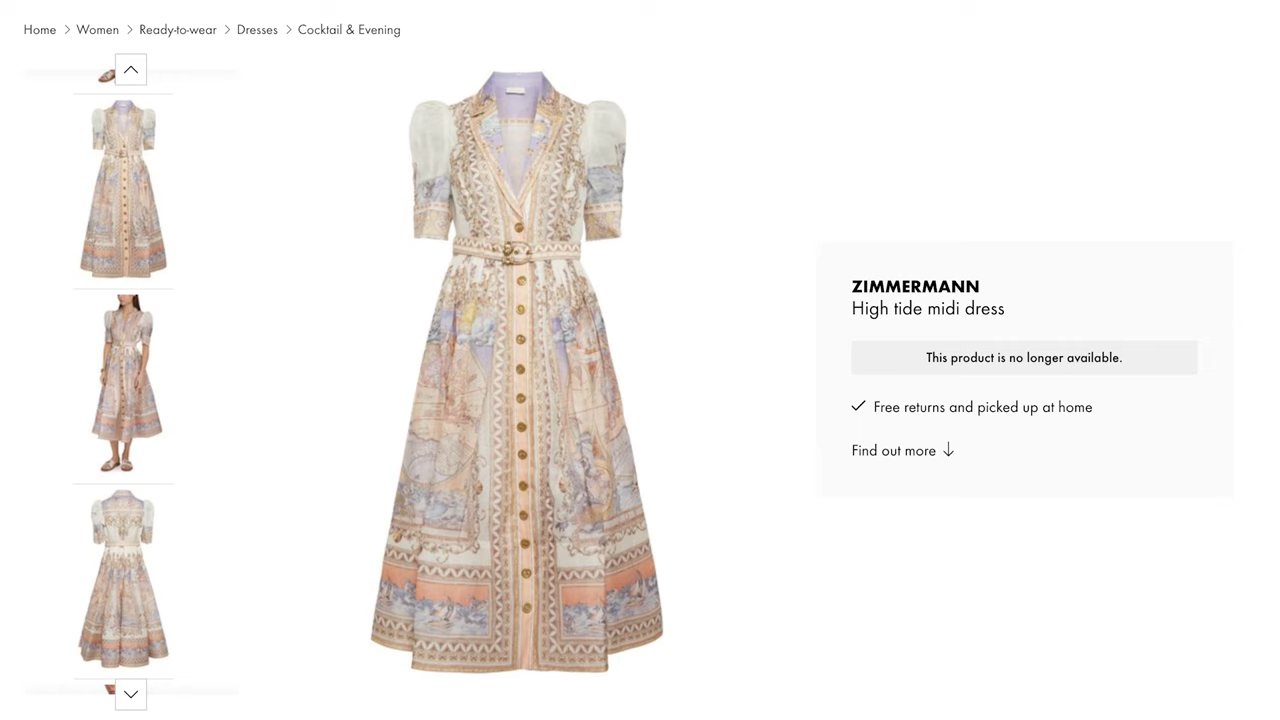 Home > Women > Ready-to-wear > Dresses > Cocktail & Evening
ZIMMERMANN
High tide midi dress
This product is no longer available.
Free returns and picked up at home
Find out more